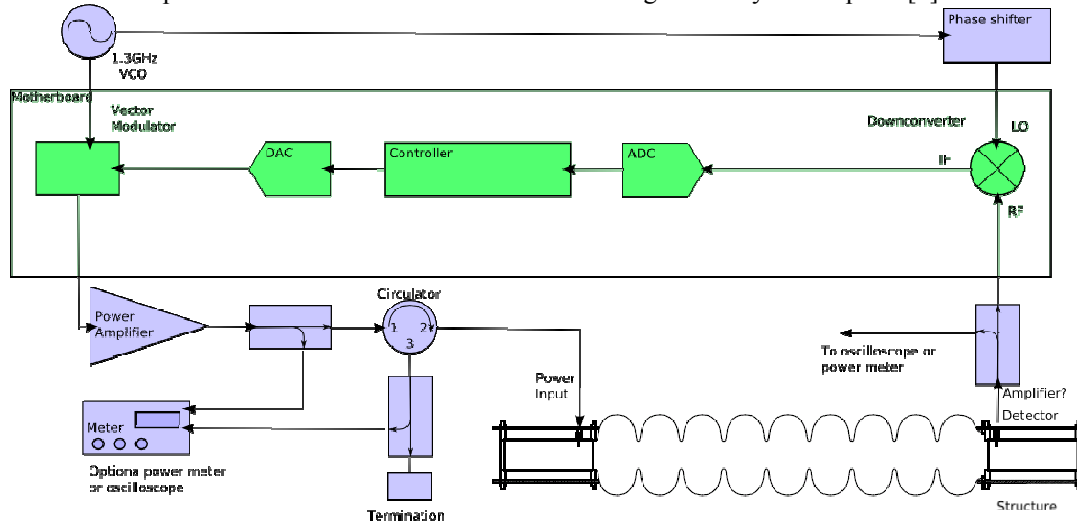 Phase shifter
1.3GHz
VCO
Motherboard
Vector
Modulator
Downconverter
LO
DAC
Controller
ADC
IF
RF
Circulator
Power
Amplifier
1
2
3
To oscilloscope or
power meter
Power
Input
Amplifier?
Detector
Meter
Optiona power meter
or oscilloscope
Termination
Structure